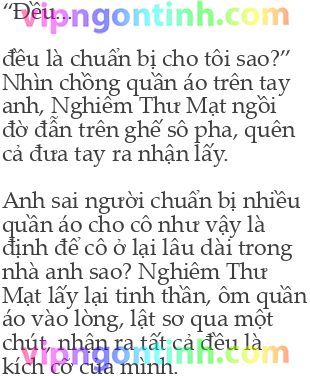 “Đều...
vipngontinh.com
đều là chuẩn bị cho tôi sao?”
Nhìn chồng quần áo trên tay
anh, Nghiêm Thư Mạt ngồi
đờ đẫn trên ghế sô pha, quên
cả đưa tay ra nhận lấy.
Anh sai người chuẩn bị nhiều
quần áo cho cô như vậy là
định để cô ở lại lâu dài trong
nhà anh sao? Nghiêm Thư
Mạt lấy lại tinh thần, ôm quần
áo vào lòng, lật sơ qua một
chút, nhận ra tất cả đều là
vipngontinh.com
kích cỡ của mình.